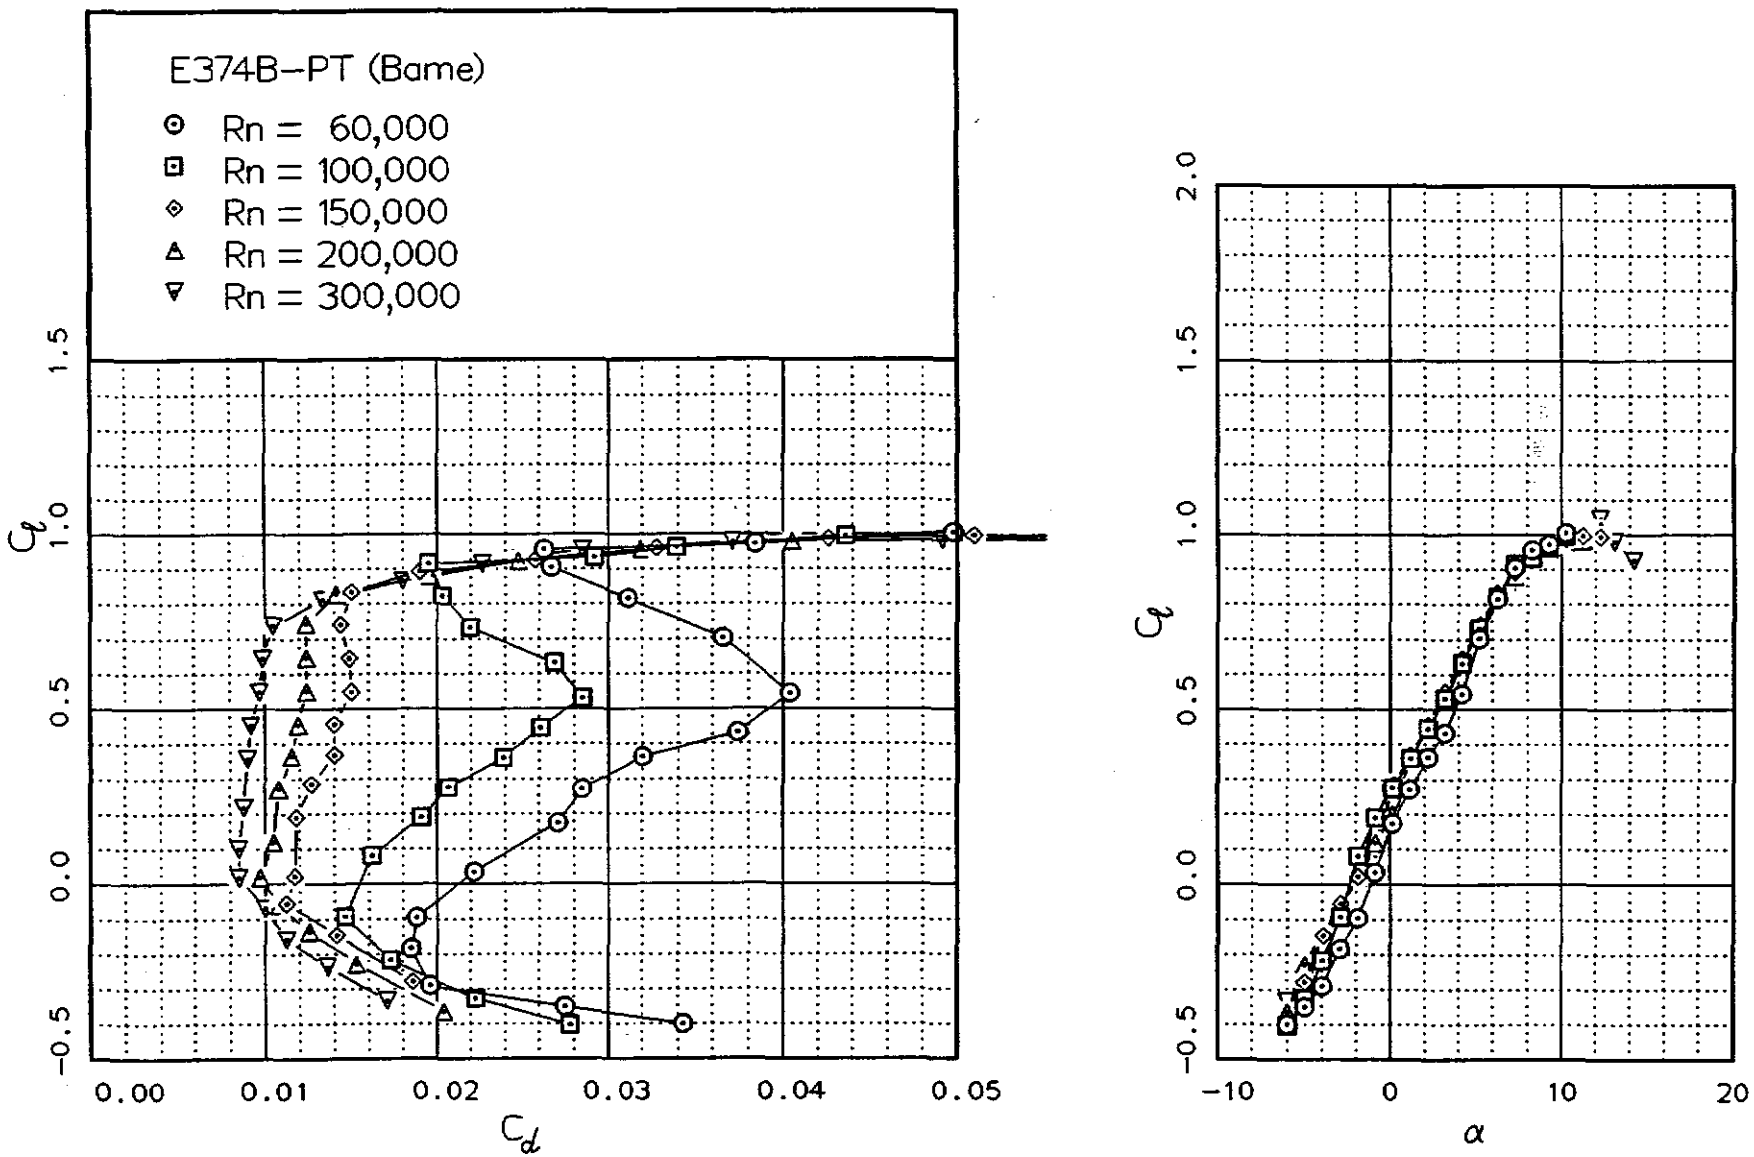 E374B-PT (Bame)
Rn = 60,000
Rn = 100,000
Rn = 150,000
Rn = 200,000
Rn = 300,000
1.5
1.0
0.5
0.0
-0.5
Cℓ
0.00 0.01 0.02 0.03 0.04 0.05
Cd
2.0
1.5
1.0
0.5
0.0
-0.5
Cℓ
-10 0 10 20
α